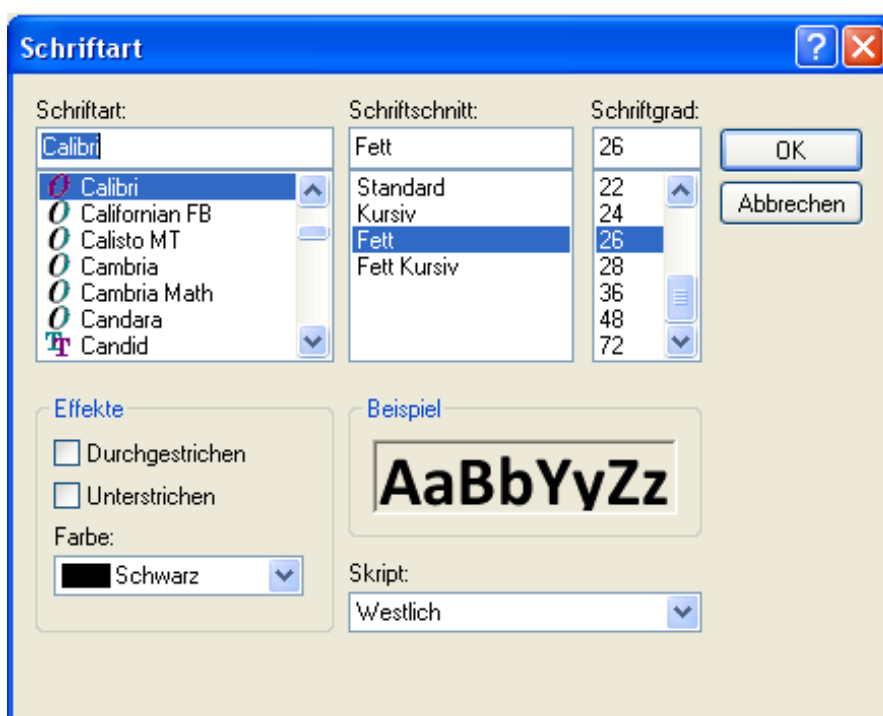 Schriftart
Schriftart:
Calibri
Calibri
Californian FB
Calisto MT
Cambria
Cambria Math
Candara
Candid
Schriftschnitt:
Fett
Standard
Kursiv
Fett
Fett Kursiv
Schriftgrad:
26
22
24
26
28
36
48
72
OK
Abbrechen
Effekte
Durchgestrichen
Unterstrichen
Farbe:
Schwarz
Beispiel
AaBbYyZz
Skript:
Westlich